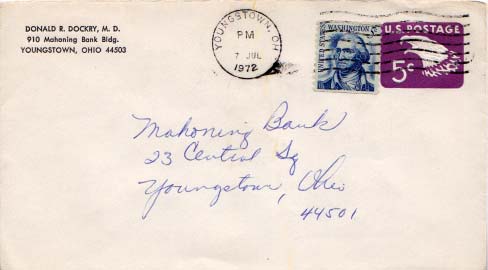 DONALD R. DOCKRY, M. D.
910 Mahoning Bank Bldg.
YOUNGSTOWN, OHIO 44503
YOUNGSTOWN, OH
PM
7 JUL
1972
UNITED STATES
WASHINGTON
U.S. POSTAGE
5c
Mahoning Bank
23 Central Sq
Youngstown, Ohio
44501